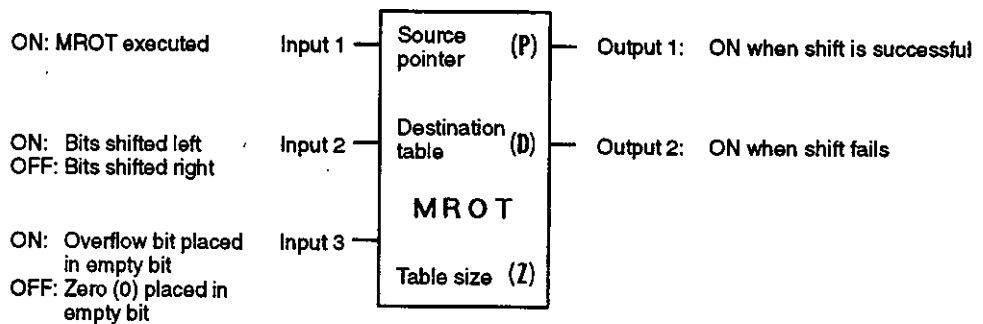 ON: MROT executed
Input 1
Source pointer (P)
Output 1: ON when shift is successful
ON: Bits shifted left
OFF: Bits shifted right
Input 2
Destination table (D)
Output 2: ON when shift fails
MROT
ON: Overflow bit placed
in empty bit
OFF: Zero (0) placed in
empty bit
Input 3
Table size (Z)